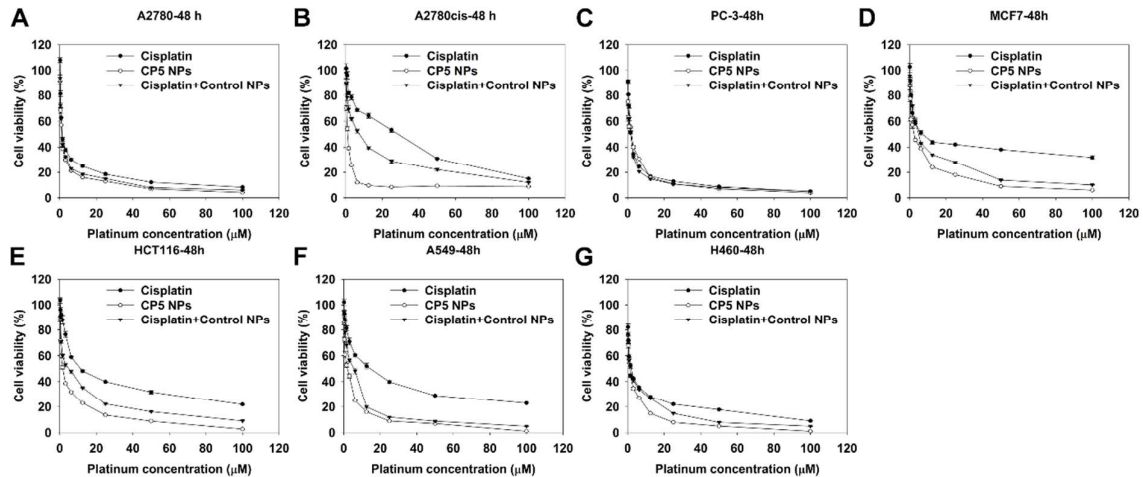 A
A2780-48 h
120
100
80
60
40
20
0
Cell viability (%)
Cisplatin
CP5 NPs
Cisplatin+Control NPs
0 20 40 60 80 100 120
Platinum concentration (µM)
B
A2780cis-48 h
120
100
80
60
40
20
0
Cell viability (%)
Cisplatin
CP5 NPs
Cisplatin+Control NPs
0 20 40 60 80 100 120
Platinum concentration (µM)
C
PC-3-48h
120
100
80
60
40
20
0
Cell viability (%)
Cisplatin
CP5 NPs
Cisplatin+Control NPs
0 20 40 60 80 100 120
Platinum concentration (µM)
D
MCF7-48h
120
100
80
60
40
20
0
Cell viability (%)
Cisplatin
CP5 NPs
Cisplatin+Control NPs
0 20 40 60 80 100 120
Platinum concentration (µM)
E
HCT116-48h
120
100
80
60
40
20
0
Cell viability (%)
Cisplatin
CP5 NPs
Cisplatin+Control NPs
0 20 40 60 80 100 120
Platinum concentration (µM)
F
A549-48h
120
100
80
60
40
20
0
Cell viability (%)
Cisplatin
CP5 NPs
Cisplatin+Control NPs
0 20 40 60 80 100 120
Platinum concentration (µM)
G
H460-48h
120
100
80
60
40
20
0
Cell viability (%)
Cisplatin
CP5 NPs
Cisplatin+Control NPs
0 20 40 60 80 100 120
Platinum concentration (µM)